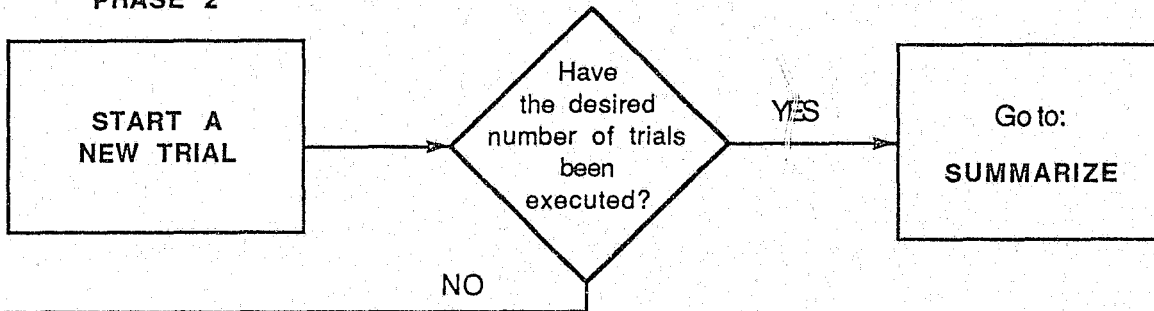 PHASE 2
START A
NEW TRIAL
Have
the desired
number of trials
been
executed?
YES
Go to:
SUMMARIZE
NO